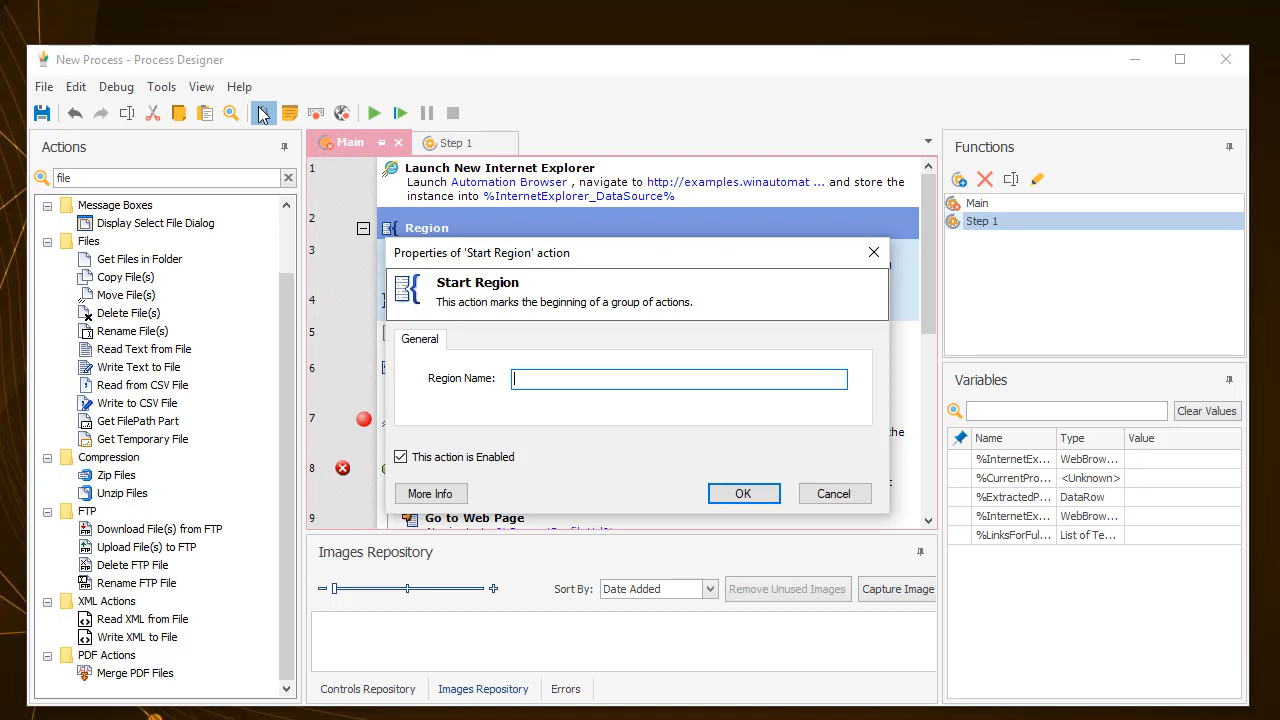 New Process - Process Designer
File Edit Debug Tools View Help
Actions
file
Message Boxes
Display Select File Dialog
Files
Get Files in Folder
Copy File(s)
Move File(s)
Delete File(s)
Rename File(s)
Read Text from File
Write Text to File
Read from CSV File
Write to CSV File
Get FilePath Part
Get Temporary File
Compression
Zip Files
Unzip Files
FTP
Download File(s) from FTP
Upload File(s) to FTP
Delete FTP File
Rename FTP File
XML Actions
Read XML from File
Write XML to File
PDF Actions
Merge PDF Files
Main Step 1
1 Launch New Internet Explorer
Launch Automation Browser , navigate to http://examples.winautomat ... and store the
instance into %InternetExplorer_DataSource%
2 Region
3
4
5
6
7
the
8
9 Go to Web Page
Properties of 'Start Region' action
Start Region
This action marks the beginning of a group of actions.
General
Region Name:
This action is Enabled
More Info OK Cancel
Images Repository
Sort By: Date Added Remove Unused Images Capture Image
Controls Repository Images Repository Errors
Functions
Main
Step 1
Variables
Clear Values
Name Type Value
%InternetEx... WebBrow...
%CurrentPro... <Unknown>
%ExtractedP... DataRow
%InternetEx... WebBrow...
%LinksForFul... List of Te...